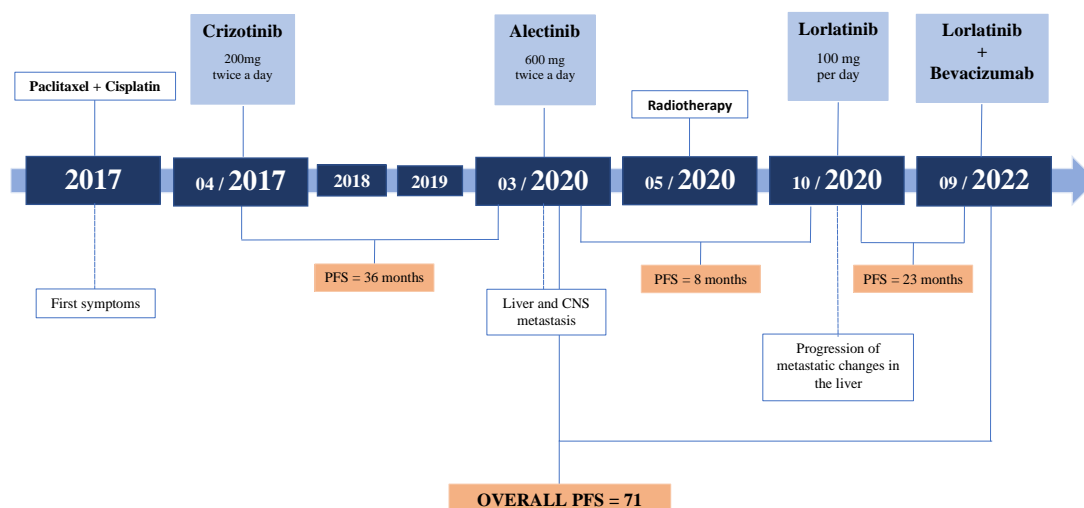 Crizotinib
200mg
twice a day
Alectinib
600 mg
twice a day
Lorlatinib
100 mg
per day
Lorlatinib
+
Bevacizumab
Paclitaxel + Cisplatin
Radiotherapy
2017
04 / 2017
2018
2019
03 / 2020
05 / 2020
10 / 2020
09 / 2022
PFS = 36 months
PFS = 8 months
PFS = 23 months
First symptoms
Liver and CNS
metastasis
Progression of
metastatic changes in
the liver
OVERALL PFS = 71